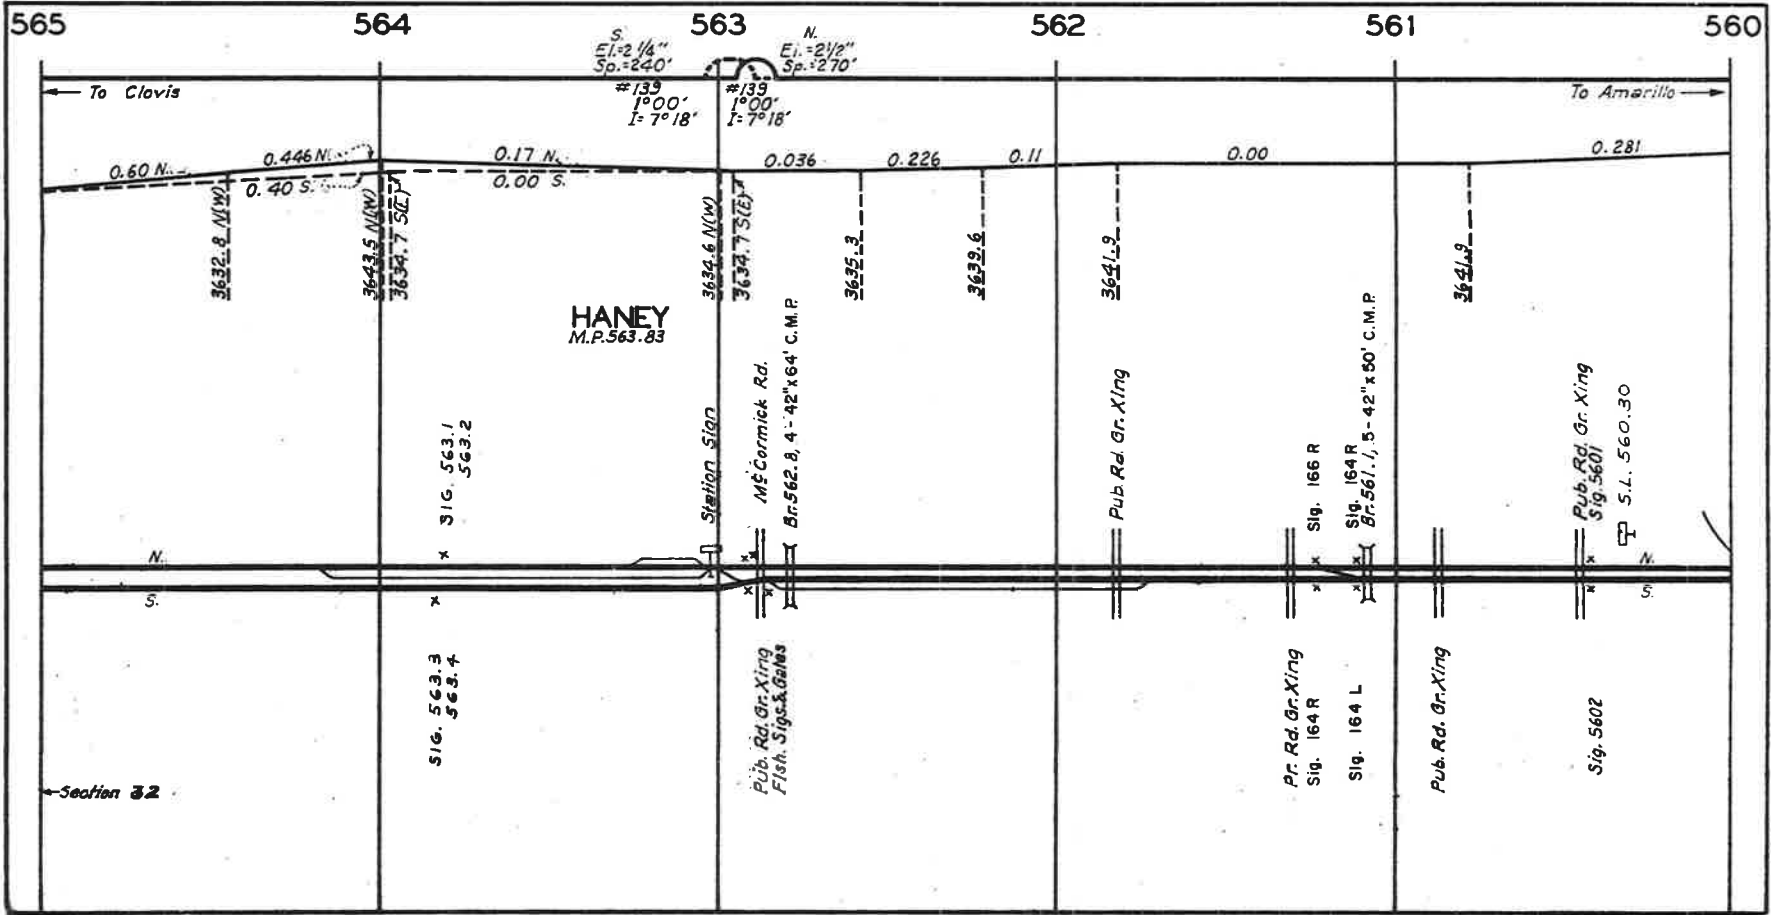 565 564 563 562 561 560
S.
El.=2 1/4"
Sp.=240'
N.
El.=2 1/2"
Sp.=270'
← To Clovis
#139
1°00'
I=7°18'
#139
1°00'
I=7°18'
To Amarillo →
0.60 N. 0.446 N. 0.17 N. 0.036 0.226 0.11 0.00 0.281
0.40 S. 0.00 S.
3632.8 N(W)
3643.5 N(W)
3634.7 S(E)
3634.6 N(W)
3634.7 S(E)
3635.3
3639.6
3641.9
3641.9
HANEY
M.P. 563.83
SIG. 563.1
563.2
Station Sign
McCormick Rd.
Br. 562.8, 4-42"x64' C.M.P.
Pub. Rd. Gr. Xing
Sig. 166 R
Sig. 164 R
Br. 561.1, 5-42"x50' C.M.P.
Pub. Rd. Gr. Xing
Sig. 5601
S.L. 560.30
N. N.
S. S.
SIG. 563.3
563.4
Pub. Rd. Gr. Xing
Flsh. Sigs. & Gates
Pr. Rd. Gr. Xing
Sig. 164 R
Sig. 164 L
Pub. Rd. Gr. Xing
Sig. 5602
← Section 32